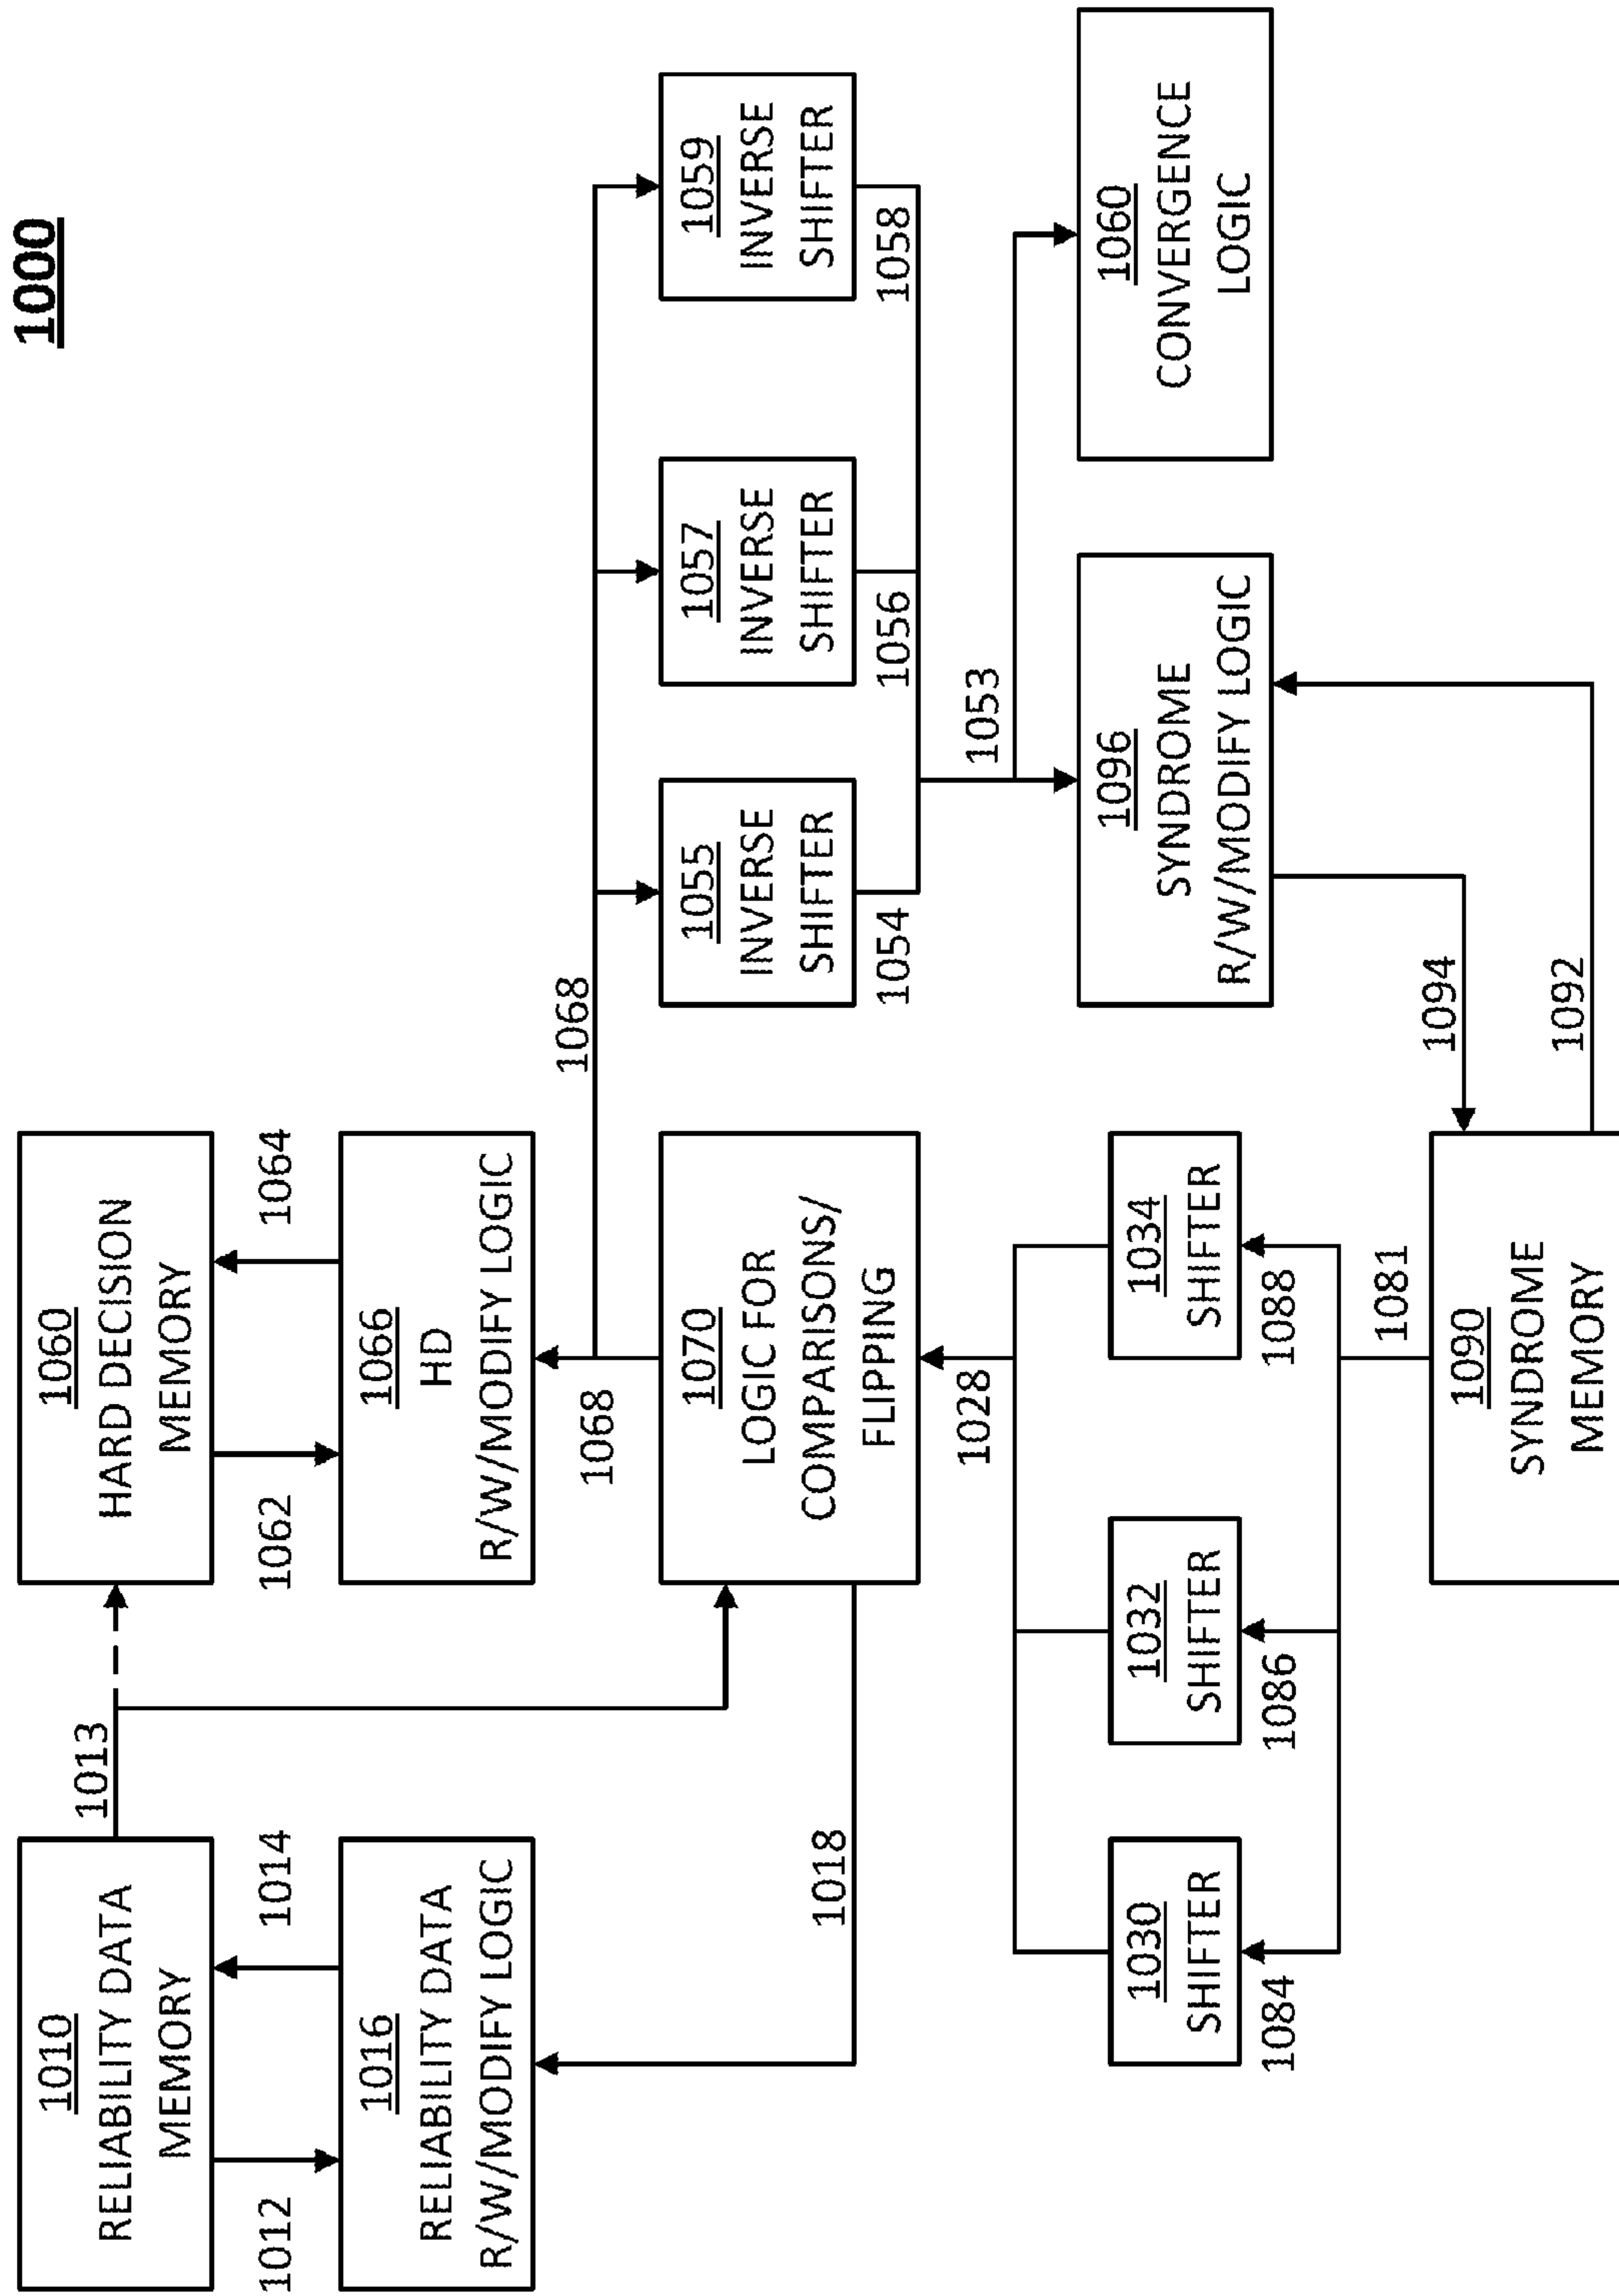 1000
1010
RELIABILITY DATA
MEMORY
1013
1060
HARD DECISION
MEMORY
1012
1014
1062
1064
1016
RELIABILITY DATA
R/W/MODIFY LOGIC
1066
HD
R/W/MODIFY LOGIC
1068
1068
1018
1070
LOGIC FOR
COMPARISONS/
FLIPPING
1055
INVERSE
SHIFTER
1057
INVERSE
SHIFTER
1059
INVERSE
SHIFTER
1054
1056
1058
1028
1053
1030
SHIFTER
1032
SHIFTER
1034
SHIFTER
1096
SYNDROME
R/W/MODIFY LOGIC
1060
CONVERGENCE
LOGIC
1084
1086
1088
1081
1094
1092
1090
SYNDROME
MEMORY